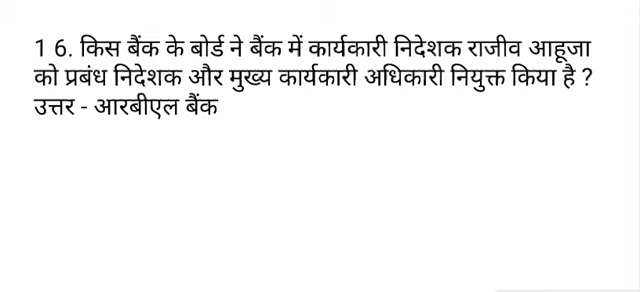 1 6. किस बैंक के बोर्ड ने बैंक में कार्यकारी निदेशक राजीव आहूजा
को प्रबंध निदेशक और मुख्य कार्यकारी अधिकारी नियुक्त किया है ?
उत्तर - आरबीएल बैंक